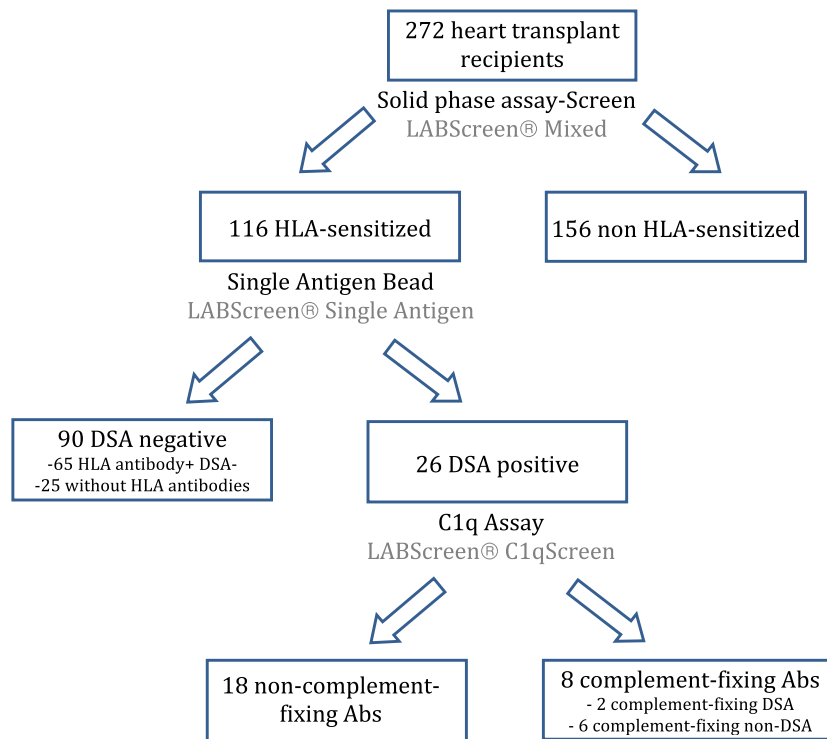 272 heart transplant
recipients
Solid phase assay-Screen
LABScreen® Mixed
116 HLA-sensitized
156 non HLA-sensitized
Single Antigen Bead
LABScreen® Single Antigen
90 DSA negative
-65 HLA antibody+ DSA-
-25 without HLA antibodies
26 DSA positive
C1q Assay
LABScreen® C1qScreen
18 non-complement-
fixing Abs
8 complement-fixing Abs
- 2 complement-fixing DSA
- 6 complement-fixing non-DSA